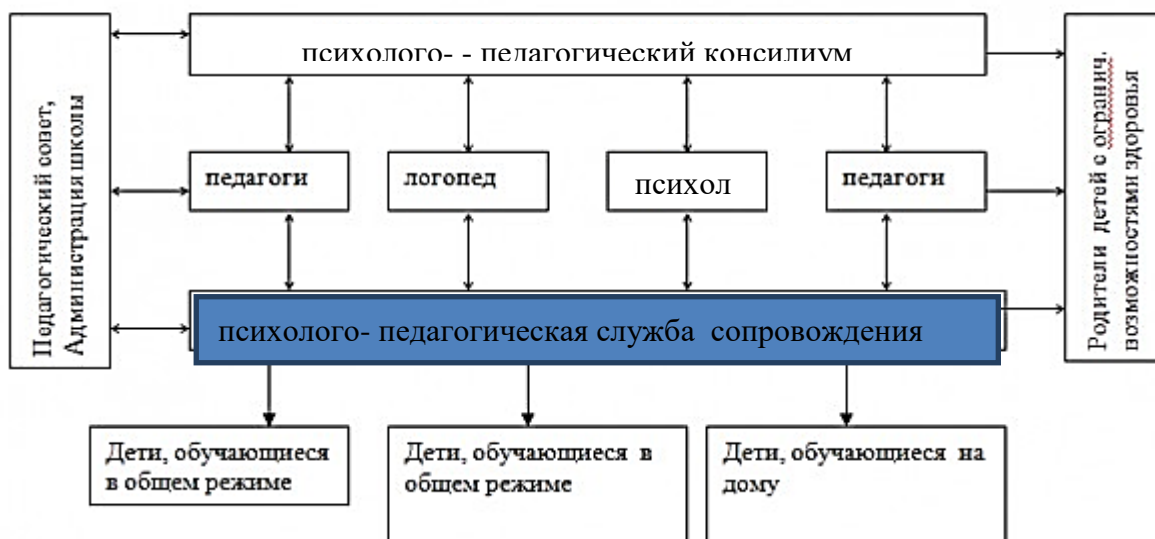 психолого- - педагогический консилиум
Педагогический совет,
Администрация школы
педагоги
логопед
психол
педагоги
Родители детей с огранич.
возможностями здоровья
психолого- педагогическая служба сопровождения
Дети, обучающиеся
в общем режиме
Дети, обучающиеся в
общем режиме
Дети, обучающиеся на
дому